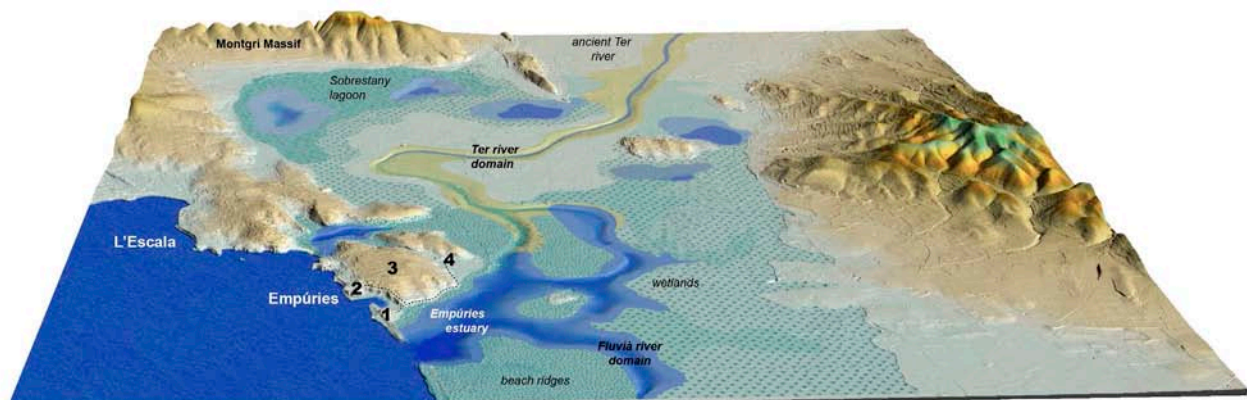 Montgri Massif
ancient Ter
river
Sobrestany
lagoon
Ter river
domain
L'Escala
4
3
2
Empúries
1
wetlands
Empúries
estuary
Fluvià river
domain
beach ridges